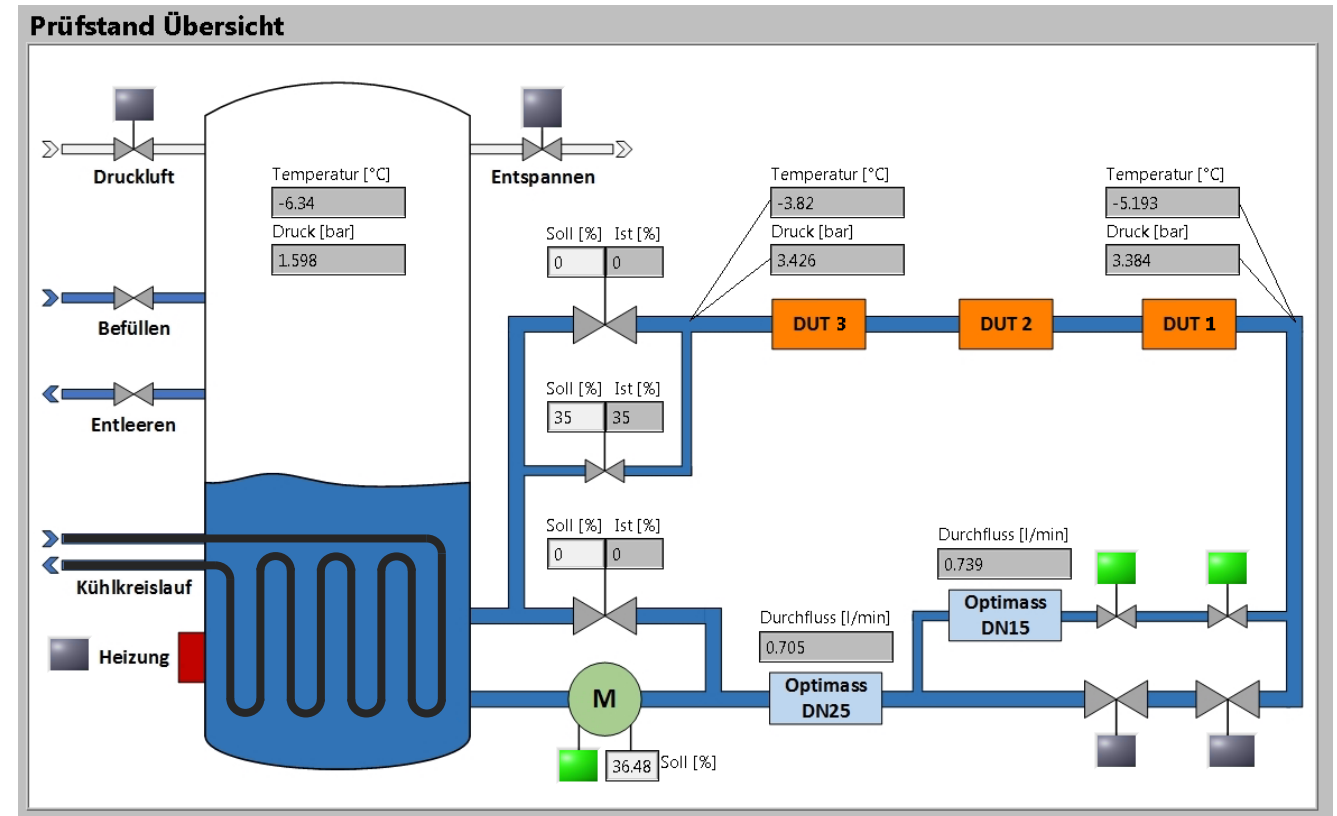 Prüfstand Übersicht
Druckluft
Entspannen
Temperatur [°C]
-6.34
Druck [bar]
1.598
Temperatur [°C]
-3.82
Druck [bar]
3.426
Temperatur [°C]
-5.193
Druck [bar]
3.384
Soll [%] Ist [%]
0 0
Befüllen
DUT 3
DUT 2
DUT 1
Entleeren
Soll [%] Ist [%]
35 35
Soll [%] Ist [%]
0 0
Kühlkreislauf
Durchfluss [l/min]
0.739
Optimass
DN15
Heizung
Durchfluss [l/min]
0.705
Optimass
DN25
M
36.48 Soll [%]